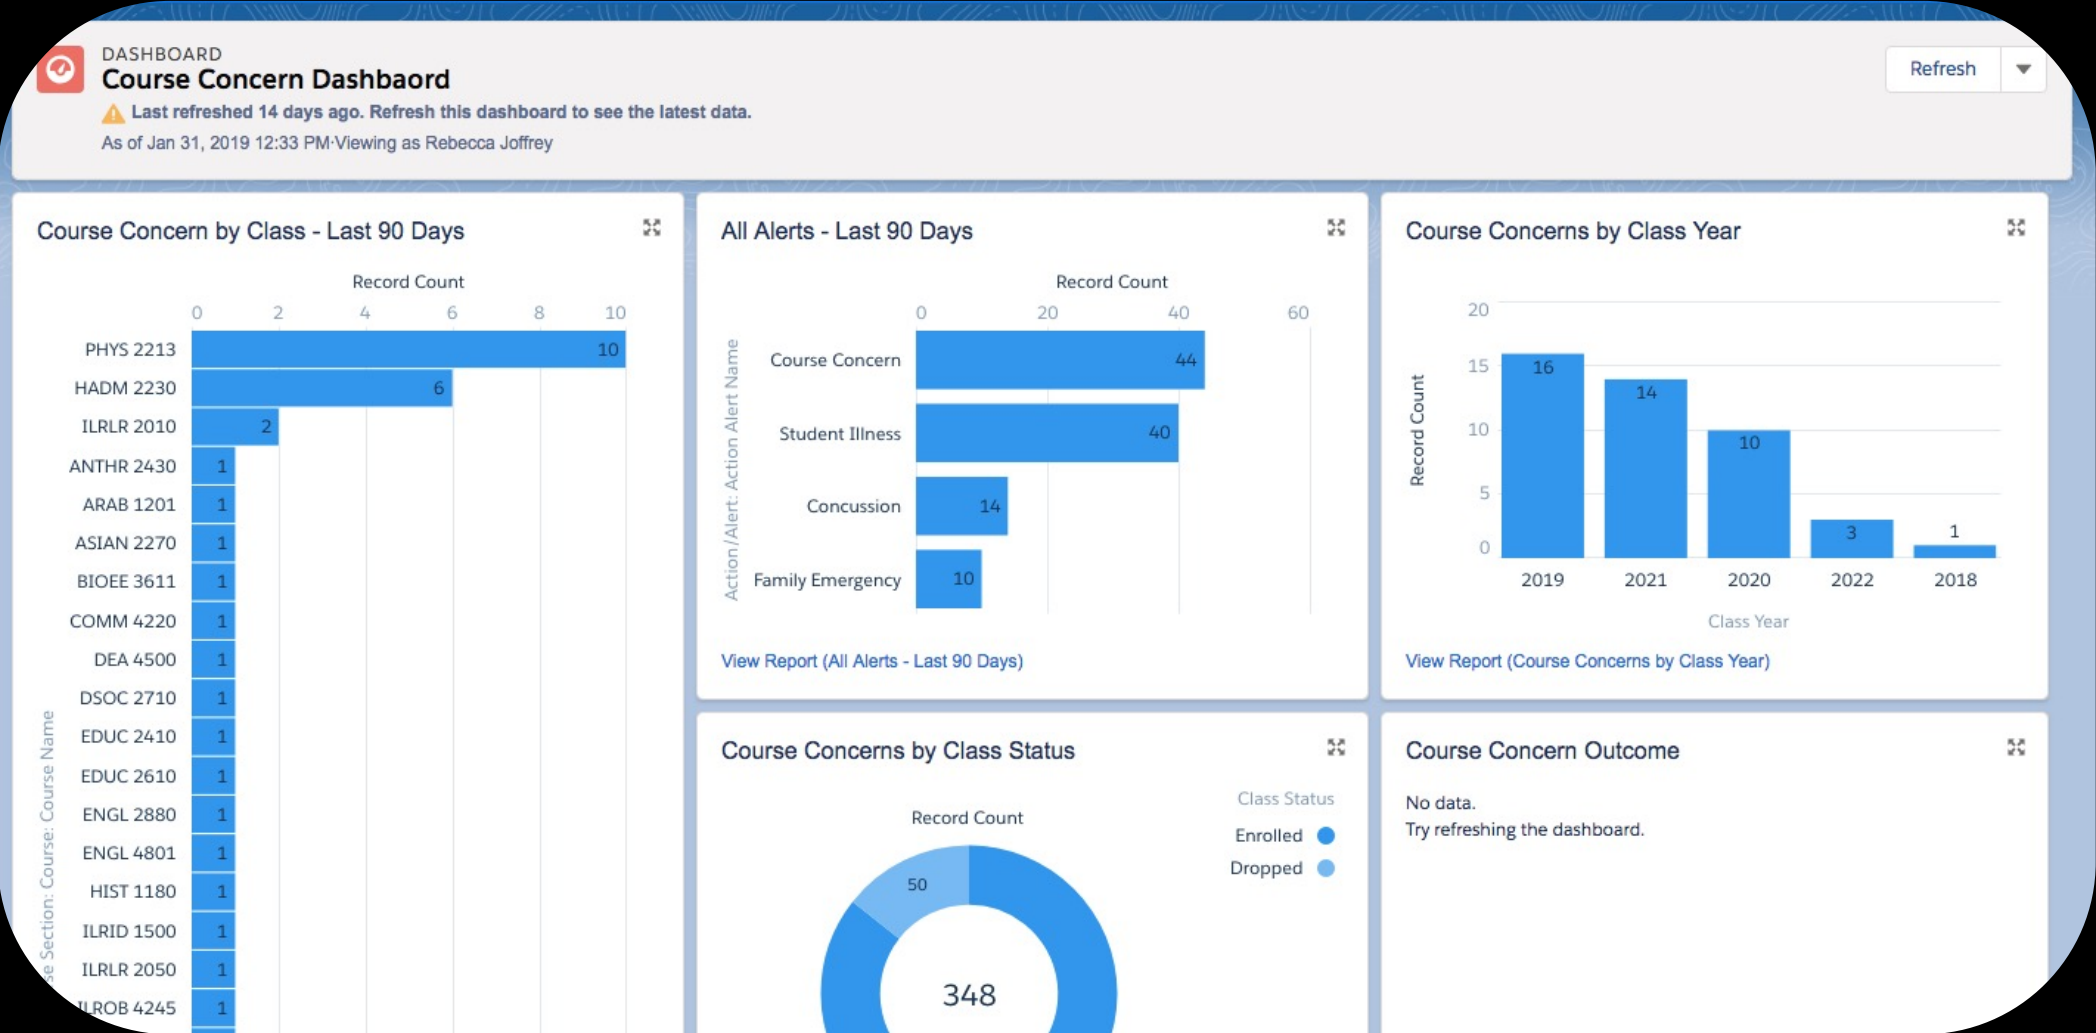 DASHBOARD
Course Concern Dashbaord
Last refreshed 14 days ago. Refresh this dashboard to see the latest data.
As of Jan 31, 2019 12:33 PM·Viewing as Rebecca Joffrey
Refresh
Course Concern by Class - Last 90 Days
Record Count
0 2 4 6 8 10
PHYS 2213 10
HADM 2230 6
ILRLR 2010 2
ANTHR 2430 1
ARAB 1201 1
ASIAN 2270 1
BIOEE 3611 1
COMM 4220 1
DEA 4500 1
DSOC 2710 1
EDUC 2410 1
EDUC 2610 1
ENGL 2880 1
ENGL 4801 1
HIST 1180 1
ILRID 1500 1
ILRLR 2050 1
ILROB 4245 1
Section: Course: Course Name
All Alerts - Last 90 Days
Record Count
0 20 40 60
Action/Alert: Action Alert Name
Course Concern 44
Student Illness 40
Concussion 14
Family Emergency 10
View Report (All Alerts - Last 90 Days)
Course Concerns by Class Year
Record Count
20
15
10
5
0
16 14 10 3 1
2019 2021 2020 2022 2018
Class Year
View Report (Course Concerns by Class Year)
Course Concerns by Class Status
Record Count
Class Status
Enrolled
Dropped
50
348
Course Concern Outcome
No data.
Try refreshing the dashboard.